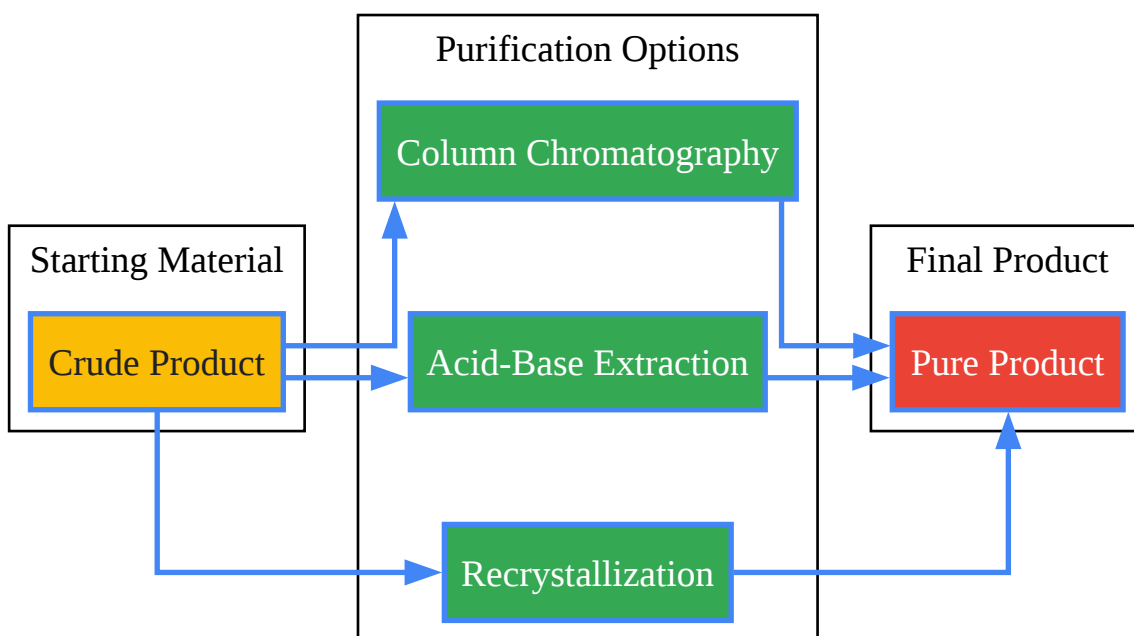 Purification Options
Column Chromatography
Starting Material
Final Product
Crude Product
Acid-Base Extraction
Pure Product
Recrystallization